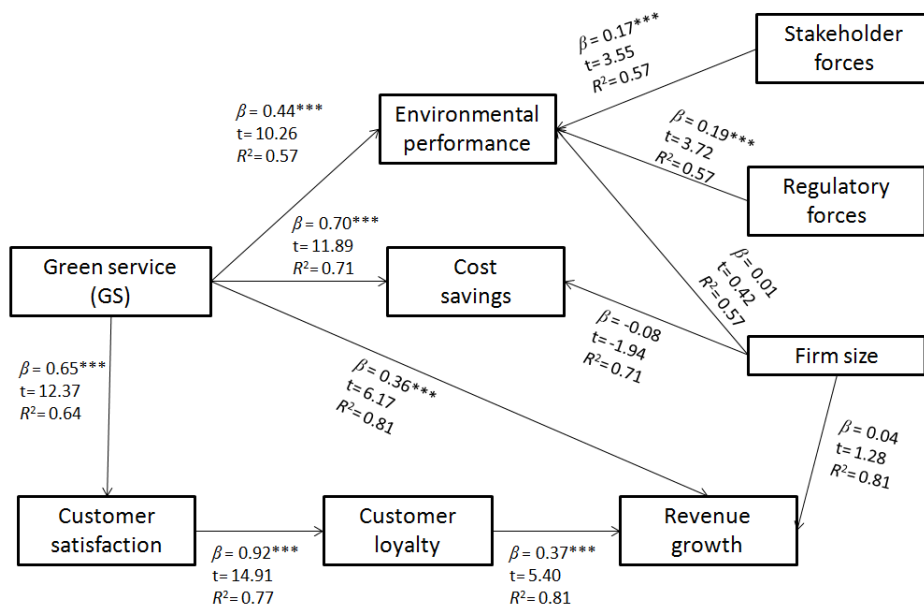 β = 0.17***
t= 3.55
R²= 0.57
Stakeholder
forces
β = 0.44***
t= 10.26
R²= 0.57
Environmental
performance
β = 0.19***
t= 3.72
R²= 0.57
Regulatory
forces
β = 0.70***
t= 11.89
R²= 0.71
Green service
(GS)
Cost
savings
β = 0.01
t= 0.42
R²= 0.57
β = -0.08
t= -1.94
R²= 0.71
Firm size
β = 0.65***
t= 12.37
R²= 0.64
β = 0.36***
t= 6.17
R²= 0.81
β = 0.04
t= 1.28
R²= 0.81
Customer
satisfaction
Customer
loyalty
Revenue
growth
β = 0.92***
t= 14.91
R²= 0.77
β = 0.37***
t= 5.40
R²= 0.81